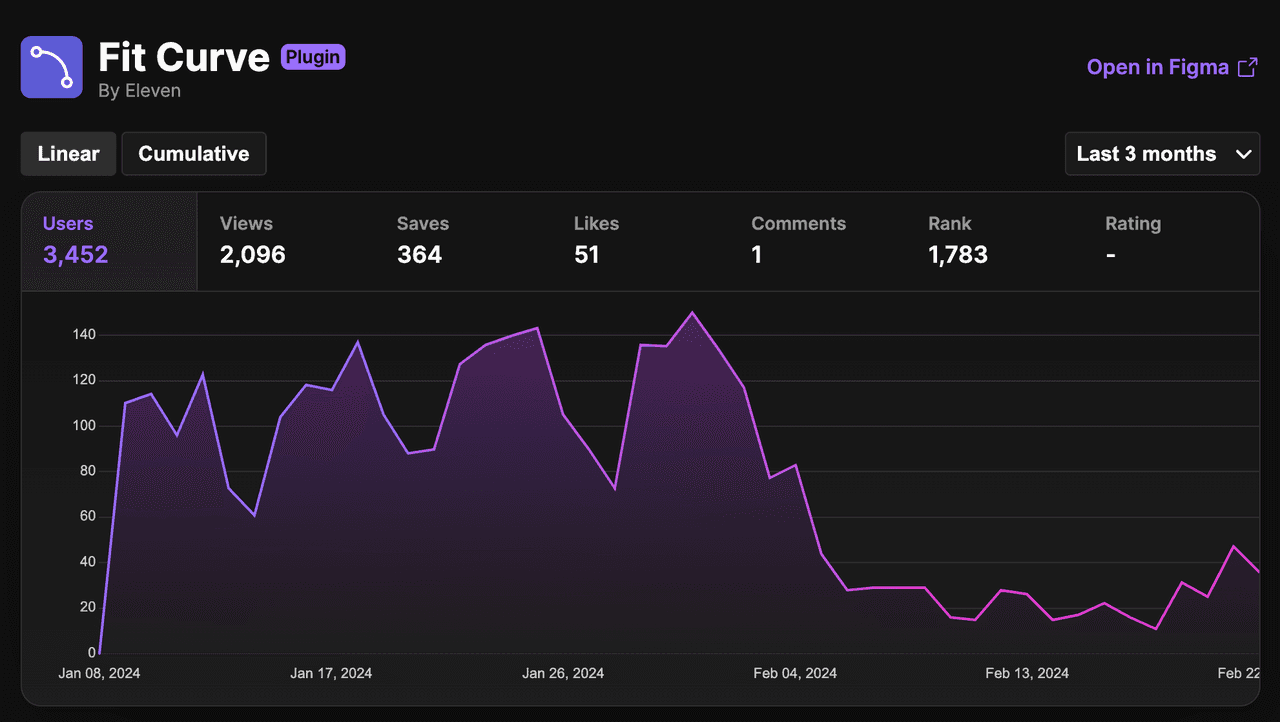 Fit Curve Plugin
By Eleven
Open in Figma
Linear Cumulative Last 3 months
Users Views Saves Likes Comments Rank Rating
3,452 2,096 364 51 1 1,783 -
140
120
100
80
60
40
20
0
Jan 08, 2024 Jan 17, 2024 Jan 26, 2024 Feb 04, 2024 Feb 13, 2024 Feb 22